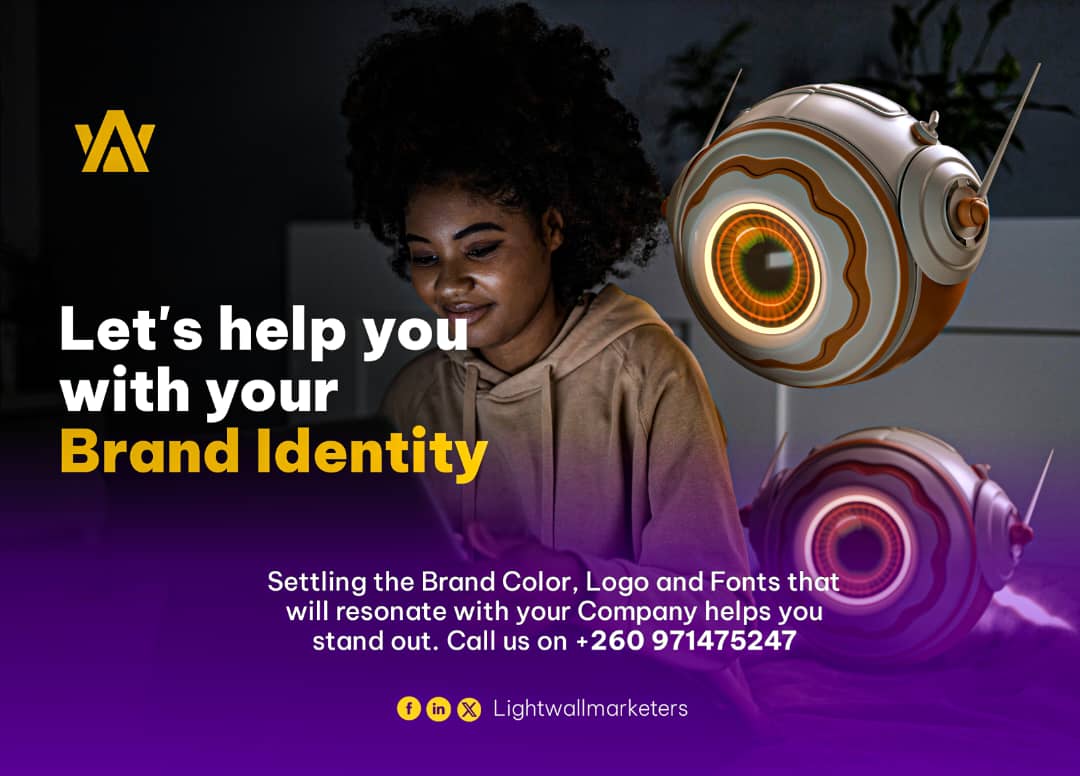 Let's help you
with your
Brand Identity
Settling the Brand Color, Logo and Fonts that
will resonate with your Company helps you
stand out. Call us on +260 971475247
f in X Lightwallmarketers